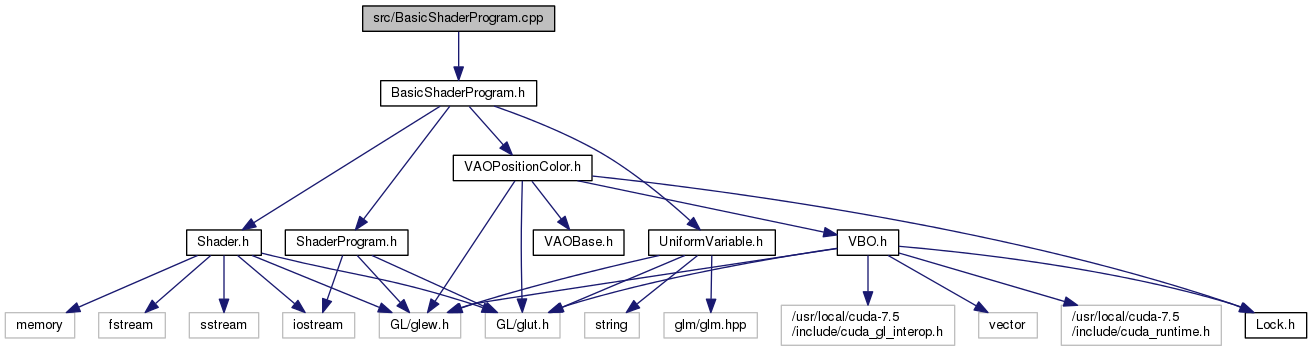 src/BasicShaderProgram.cpp
BasicShaderProgram.h
VAOPositionColor.h
Shader.h
ShaderProgram.h
VAOBase.h
UniformVariable.h
VBO.h
memory
fstream
sstream
iostream
GL/glew.h
GL/glut.h
string
glm/glm.hpp
/usr/local/cuda-7.5
/include/cuda_gl_interop.h
vector
/usr/local/cuda-7.5
/include/cuda_runtime.h
Lock.h